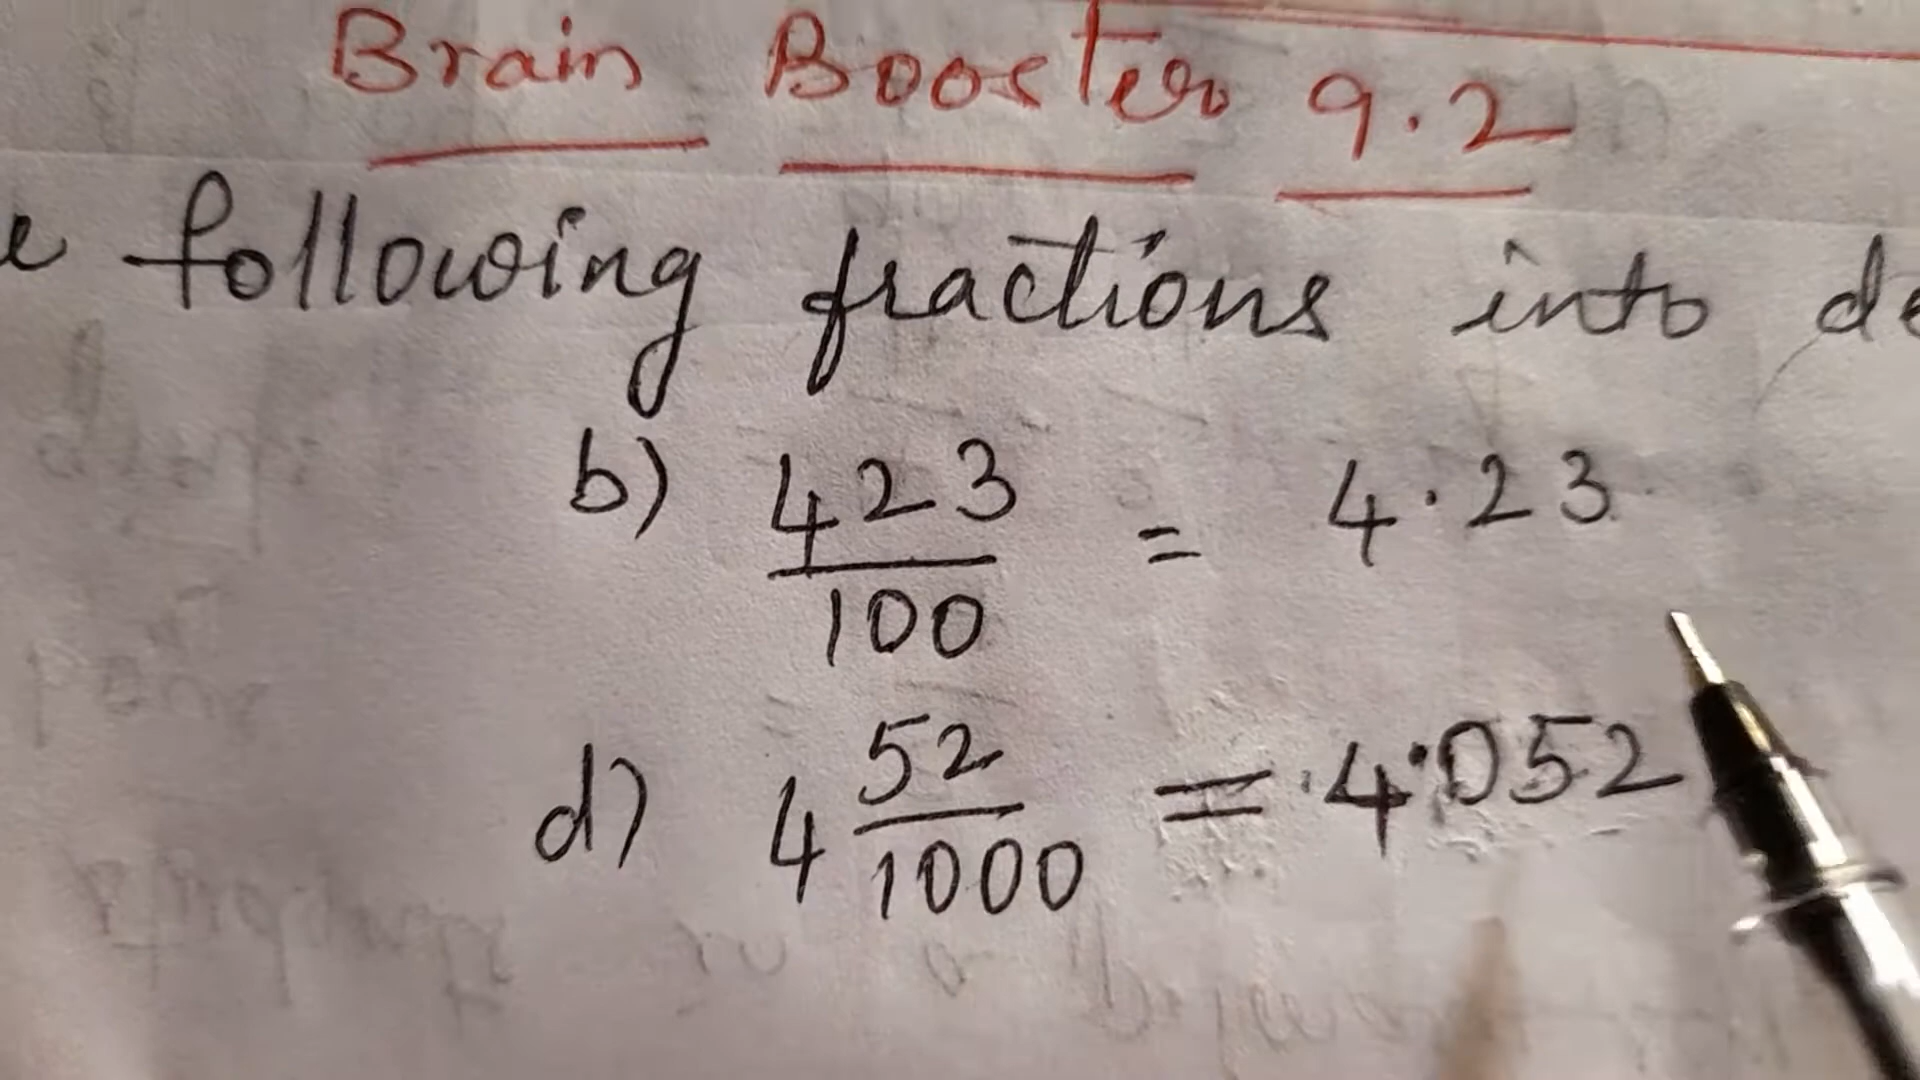 Brain Booster 9.2
following fractions into
b) 423/100 = 4.23
d) 4 52/1000 = 4.052